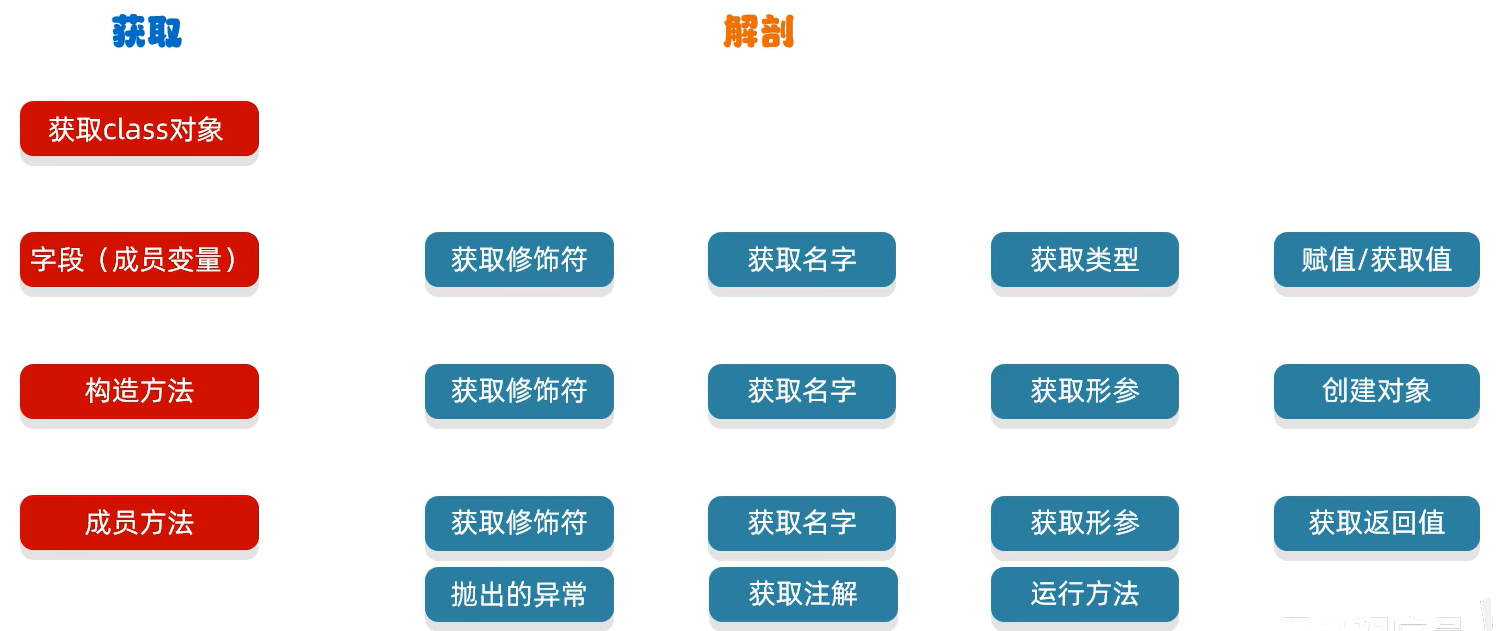 获取 解剖
获取class对象
字段（成员变量） 获取修饰符 获取名字 获取类型 赋值/获取值
构造方法 获取修饰符 获取名字 获取形参 创建对象
成员方法 获取修饰符 获取名字 获取形参 获取返回值
抛出的异常 获取注解 运行方法